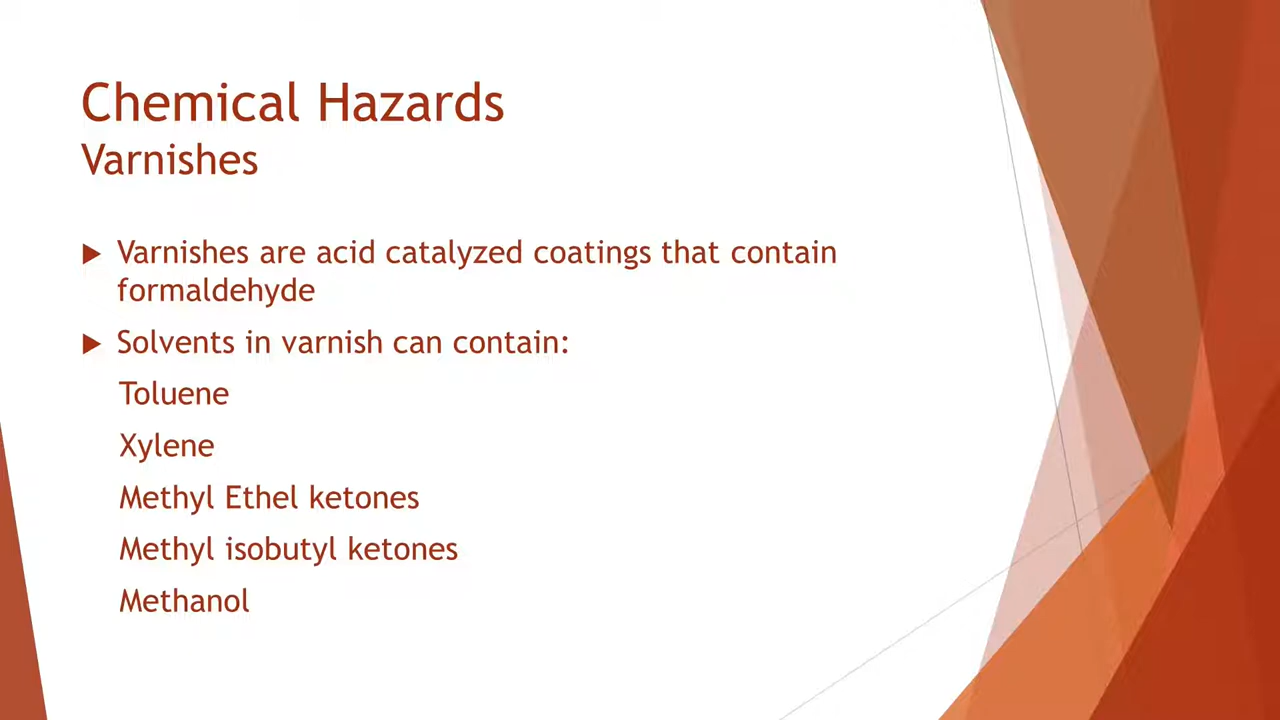 Chemical Hazards
Varnishes
Varnishes are acid catalyzed coatings that contain
formaldehyde
Solvents in varnish can contain:
Toluene
Xylene
Methyl Ethel ketones
Methyl isobutyl ketones
Methanol